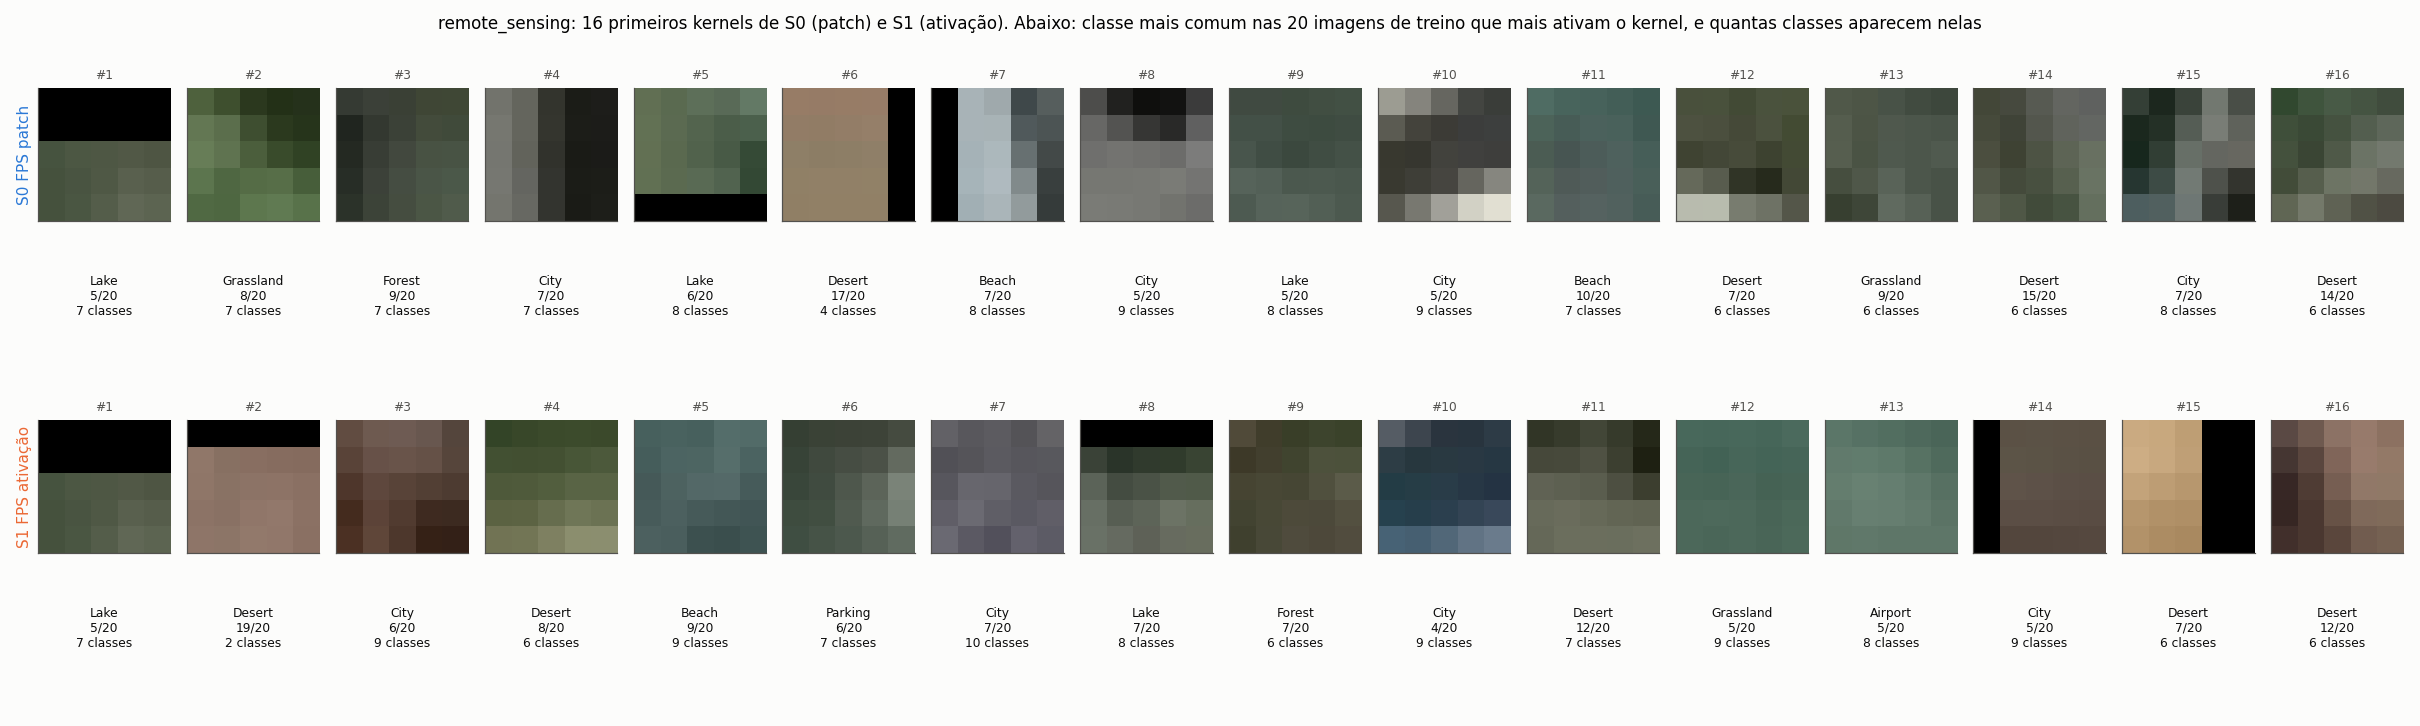 remote_sensing: 16 primeiros kernels de S0 (patch) e S1 (ativação). Abaixo: classe mais comum nas 20 imagens de treino que mais ativam o kernel, e quantas classes aparecem nelas
#1 #2 #3 #4 #5 #6 #7 #8 #9 #10 #11 #12 #13 #14 #15 #16
S0 FPS patch
Lake Grassland Forest City Lake Desert Beach City Lake City Beach Desert Grassland Desert City Desert
5/20 8/20 9/20 7/20 6/20 17/20 7/20 5/20 5/20 5/20 10/20 7/20 9/20 15/20 7/20 14/20
7 classes 7 classes 7 classes 7 classes 8 classes 4 classes 8 classes 9 classes 8 classes 9 classes 7 classes 6 classes 6 classes 6 classes 8 classes 6 classes
#1 #2 #3 #4 #5 #6 #7 #8 #9 #10 #11 #12 #13 #14 #15 #16
S1 FPS ativação
Lake Desert City Desert Beach Parking City Lake Forest City Desert Grassland Airport City Desert Desert
5/20 19/20 6/20 8/20 9/20 6/20 7/20 7/20 7/20 4/20 12/20 5/20 5/20 5/20 7/20 12/20
7 classes 2 classes 9 classes 6 classes 9 classes 7 classes 10 classes 8 classes 6 classes 9 classes 7 classes 9 classes 8 classes 9 classes 6 classes 6 classes